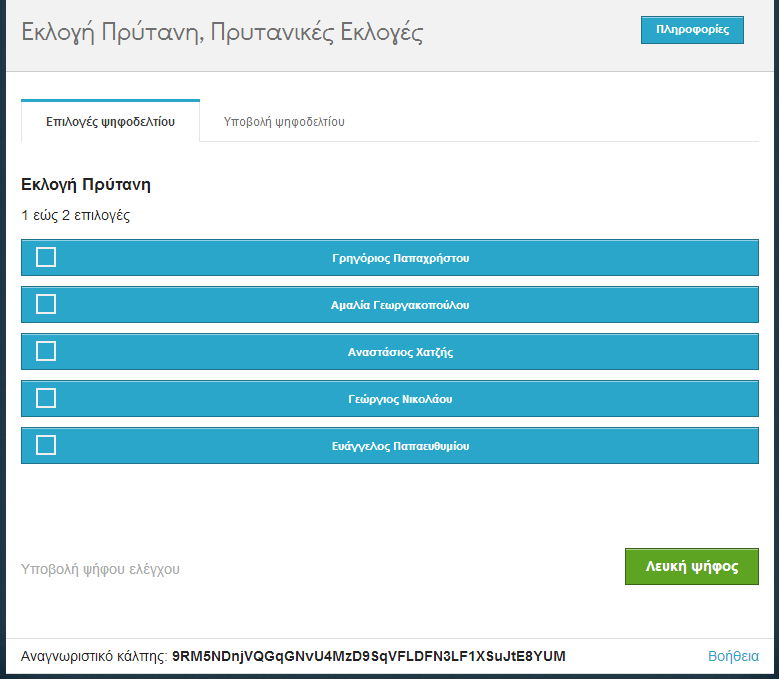 Εκλογή Πρύτανη, Πρυτανικές Εκλογές
Πληροφορίες
Επιλογές ψηφοδελτίου
Υποβολή ψηφοδελτίου
Εκλογή Πρύτανη
1 εώς 2 επιλογές
Γρηγόριος Παπαχρήστου
Αμαλία Γεωργακοπούλου
Αναστάσιος Χατζής
Γεώργιος Νικολάου
Ευάγγελος Παπαευθυμίου
Υποβολή ψήφου ελέγχου
Λευκή ψήφος
Αναγνωριστικό κάλπης: 9RM5NDnjVQGqGNvU4MzD9SqVFLDFN3LF1XSuJtE8YUM
Βοήθεια